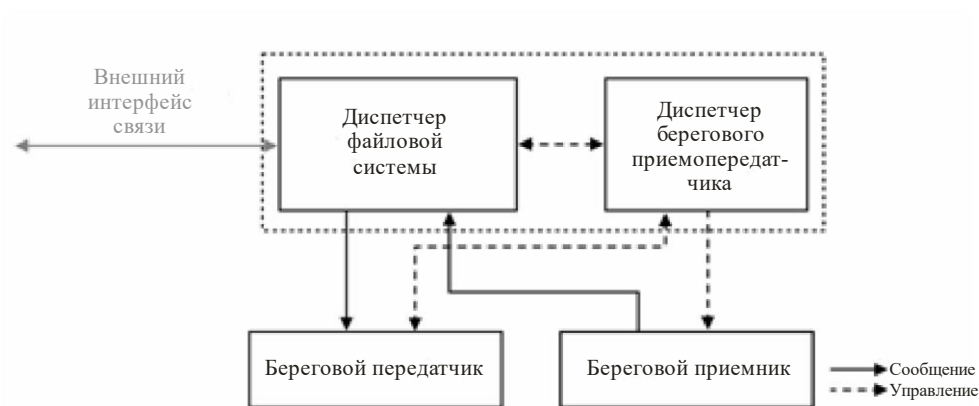 Внешний
интерфейс
связи
Диспетчер
файловой
системы
Диспетчер
берегового
приемопередат-
чика
Береговой передатчик
Береговой приемник
Сообщение
Управление